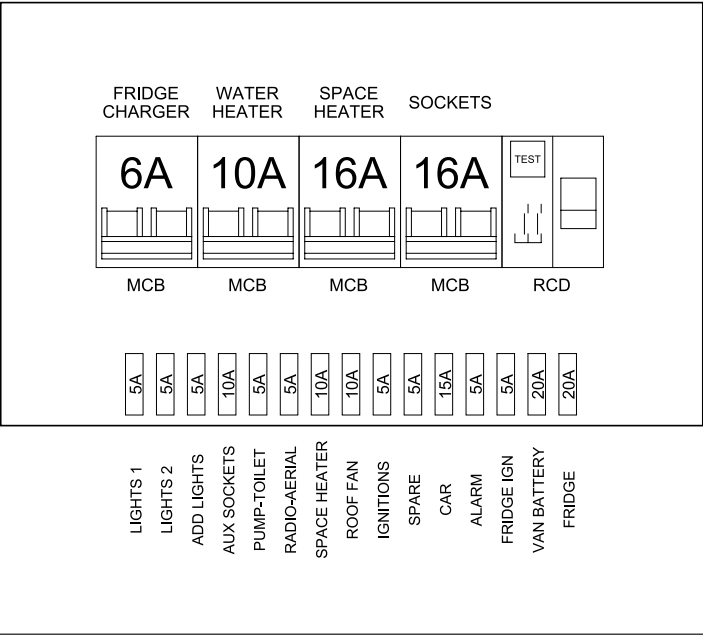 FRIDGE
CHARGER
WATER
HEATER
SPACE
HEATER
SOCKETS
6A
10A
16A
16A
TEST
MCB
MCB
MCB
MCB
RCD
5A
5A
5A
10A
5A
5A
10A
10A
5A
5A
15A
5A
5A
20A
20A
LIGHTS 1
LIGHTS 2
ADD LIGHTS
AUX SOCKETS
PUMP-TOILET
RADIO-AERIAL
SPACE HEATER
ROOF FAN
IGNITIONS
SPARE
CAR
ALARM
FRIDGE IGN
VAN BATTERY
FRIDGE